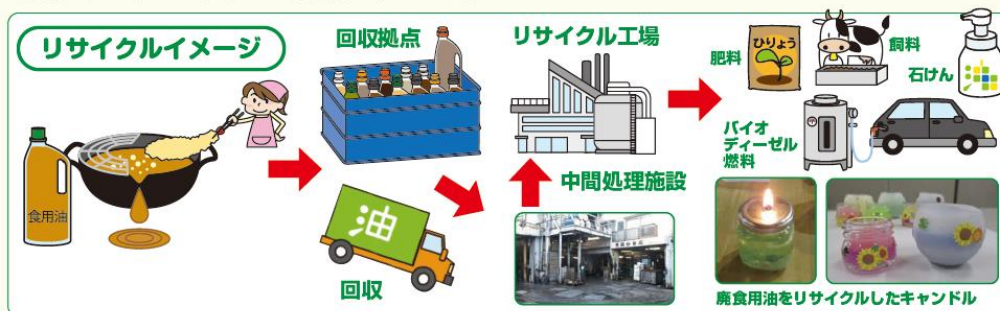 リサイクルイメージ
食用油
回収拠点
油
回収
リサイクル工場
中間処理施設
肥料
ひりょう
飼料
石けん
バイオ
ディーゼル
燃料
廃食用油をリサイクルしたキャンドル